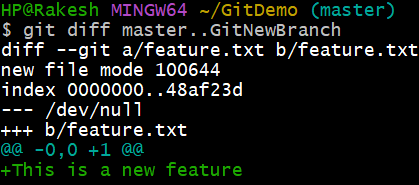 HP@Rakesh MINGW64 ~/GitDemo (master)
$ git diff master..GitNewBranch
diff --git a/feature.txt b/feature.txt
new file mode 100644
index 0000000..48af23d
--- /dev/null
+++ b/feature.txt
@@ -0,0 +1 @@
+This is a new feature